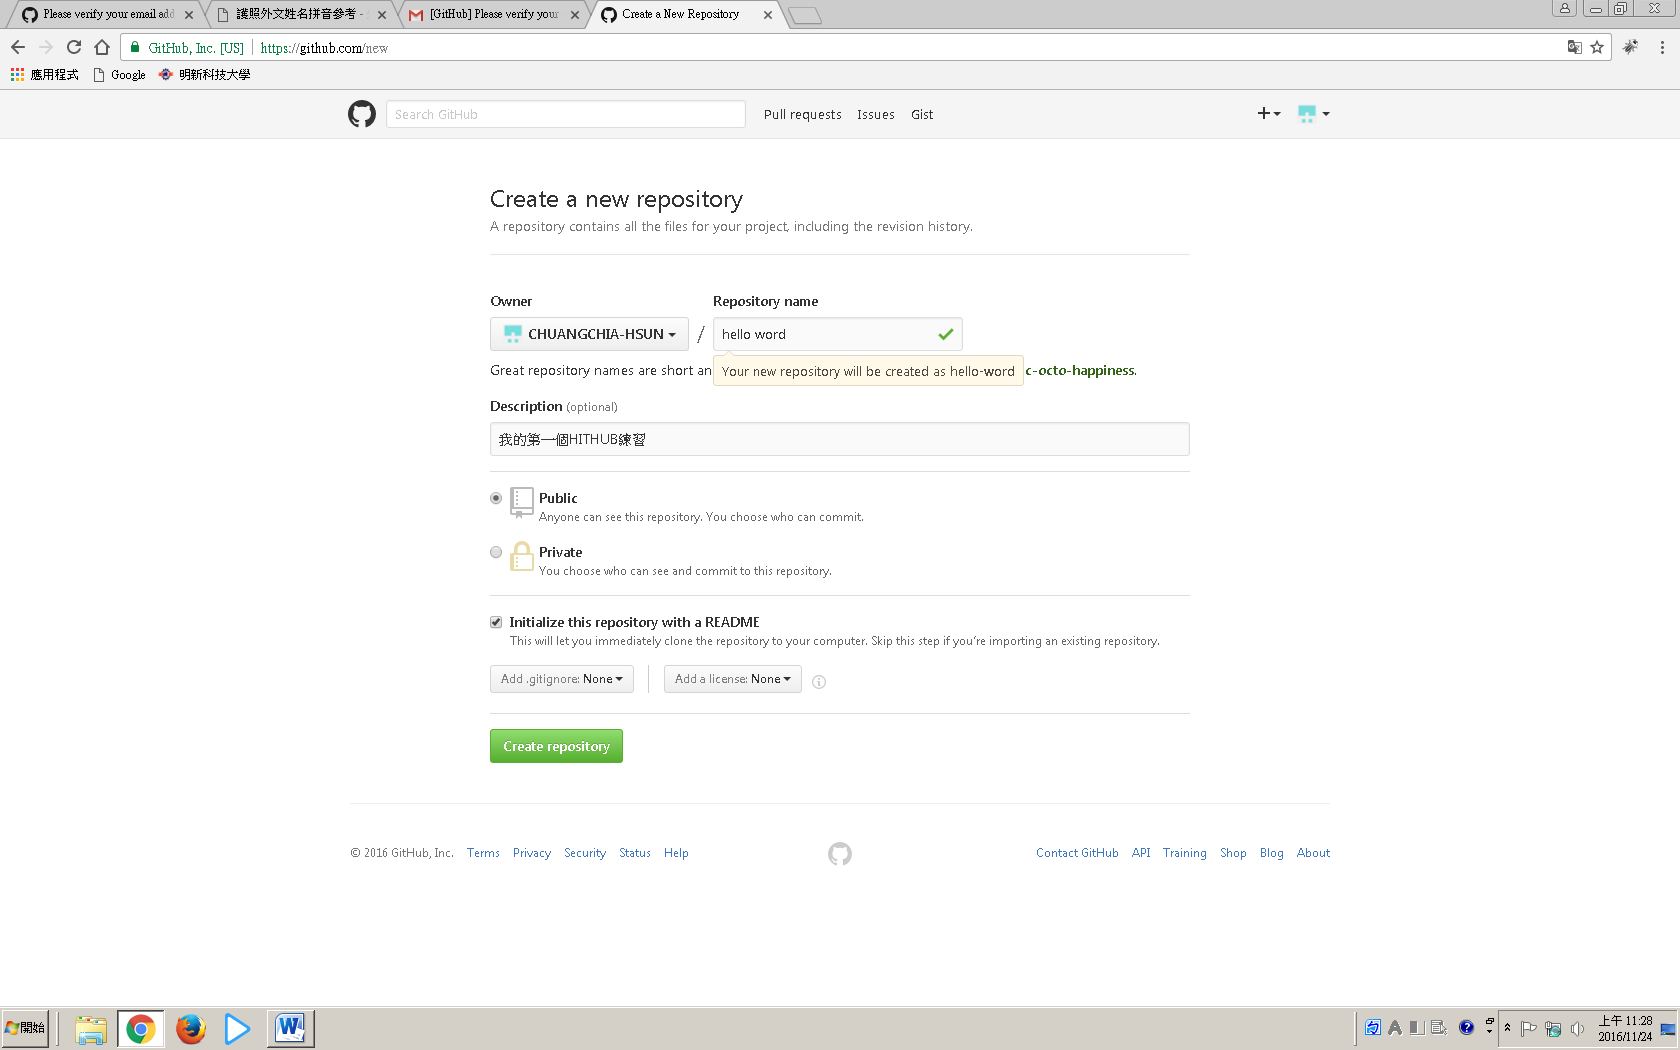 Please verify your email add
護照外文姓名拼音參考 -
[GitHub] Please verify your
Create a New Repository
GitHub, Inc. [US]
https://github.com/new
應用程式
Google
明新科技大學
Search GitHub
Pull requests
Issues
Gist
Create a new repository
A repository contains all the files for your project, including the revision history.
Owner
Repository name
CHUANGCHIA-HSUN
/
hello word
Great repository names are short an
Your new repository will be created as hello-word
c-octo-happiness.
Description (optional)
我的第一個HITHUB練習
Public
Anyone can see this repository. You choose who can commit.
Private
You choose who can see and commit to this repository.
Initialize this repository with a README
This will let you immediately clone the repository to your computer. Skip this step if you're importing an existing repository.
Add .gitignore: None
Add a license: None
Create repository
© 2016 GitHub, Inc.
Terms
Privacy
Security
Status
Help
Contact GitHub
API
Training
Shop
Blog
About
開始
上午 11:28
2016/11/24